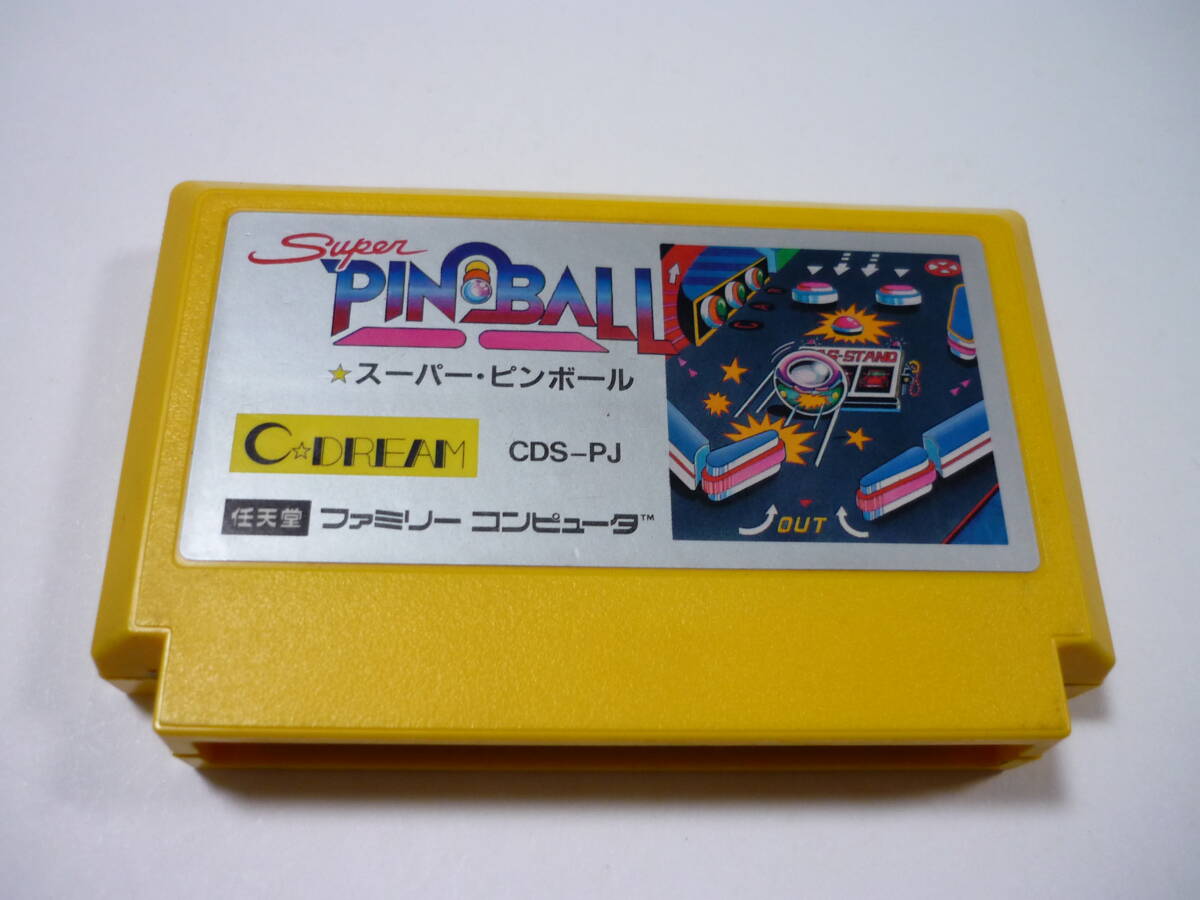 Super
PINBALL
★スーパー・ピンボール
C☆DREAM
CDS-PJ
任天堂 ファミリー コンピュータ™
OUT